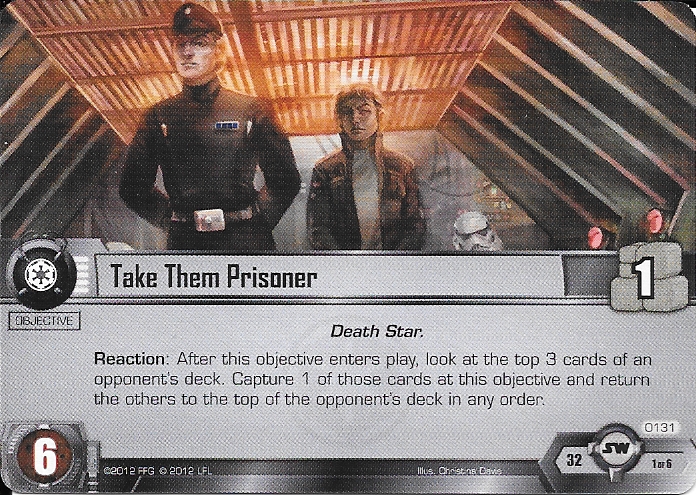 Take Them Prisoner
1
OBJECTIVE
Death Star.
Reaction: After this objective enters play, look at the top 3 cards of an
opponent's deck. Capture 1 of those cards at this objective and return
the others to the top of the opponent's deck in any order.
6
©2012 FFG © 2012 LFL
Illus. Christina Davis
0131
32
SW
1 OF 6